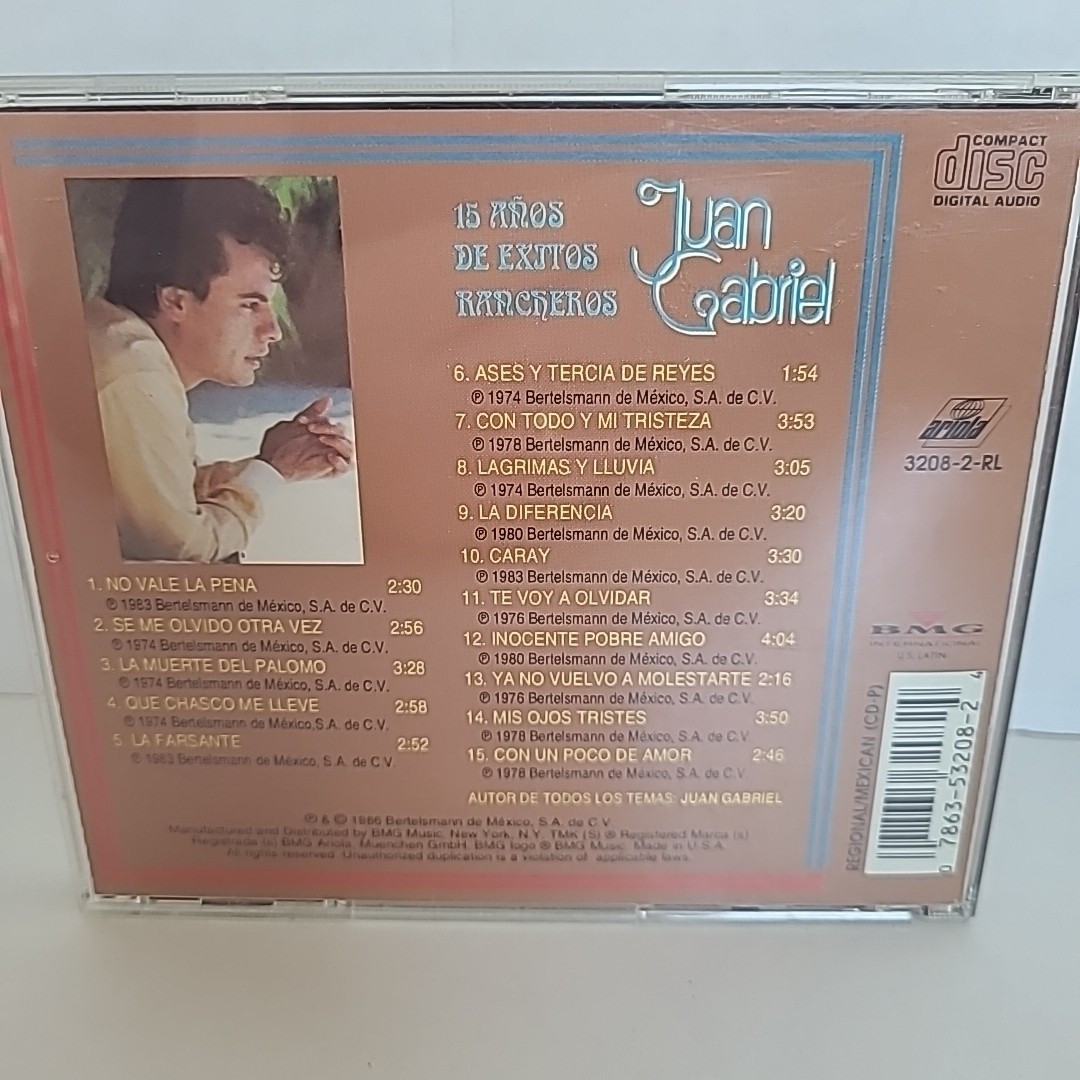 15 AÑOS
DE EXITOS
RANCHEROS
Juan
Gabriel
COMPACT
disc
DIGITAL AUDIO
1. NO VALE LA PENA 2:30
℗ 1983 Bertelsmann de México, S.A. de C.V.
2. SE ME OLVIDO OTRA VEZ 2:56
℗ 1974 Bertelsmann de México, S.A. de C.V.
3. LA MUERTE DEL PALOMO 3:28
℗ 1974 Bertelsmann de México, S.A. de C.V.
4. QUE CHASCO ME LLEVE 2:58
℗ 1974 Bertelsmann de México, S.A. de C.V.
5. LA FARSANTE 2:52
℗ 1983 Bertelsmann de México, S.A. de C.V.
6. ASES Y TERCIA DE REYES 1:54
℗ 1974 Bertelsmann de México, S.A. de C.V.
7. CON TODO Y MI TRISTEZA 3:53
℗ 1978 Bertelsmann de México, S.A. de C.V.
8. LAGRIMAS Y LLUVIA 3:05
℗ 1974 Bertelsmann de México, S.A. de C.V.
9. LA DIFERENCIA 3:20
℗ 1980 Bertelsmann de México, S.A. de C.V.
10. CARAY 3:30
℗ 1983 Bertelsmann de México, S.A. de C.V.
11. TE VOY A OLVIDAR 3:34
℗ 1976 Bertelsmann de México, S.A. de C.V.
12. INOCENTE POBRE AMIGO 4:04
℗ 1980 Bertelsmann de México, S.A. de C.V.
13. YA NO VUELVO A MOLESTARTE 2:16
℗ 1976 Bertelsmann de México, S.A. de C.V.
14. MIS OJOS TRISTES 3:50
℗ 1978 Bertelsmann de México, S.A. de C.V.
15. CON UN POCO DE AMOR 2:46
℗ 1978 Bertelsmann de México, S.A. de C.V.
AUTOR DE TODOS LOS TEMAS: JUAN GABRIEL
℗ & © 1986 Bertelsmann de México, S.A. de C.V.
Manufactured and Distributed by BMG Music, New York, N.Y. TMK (S) ® Registered Marca (s)
Registrada (s) BMG Ariola, Muenchen GmbH. BMG logo ® BMG Music. Made in U.S.A.
All rights reserved. Unauthorized duplication is a violation of applicable laws.
ariola
3208-2-RL
BMG
INTERNATIONAL
U.S. LATIN
REGIONAL/MEXICAN (CD-P)
0 7863-53208-2 4